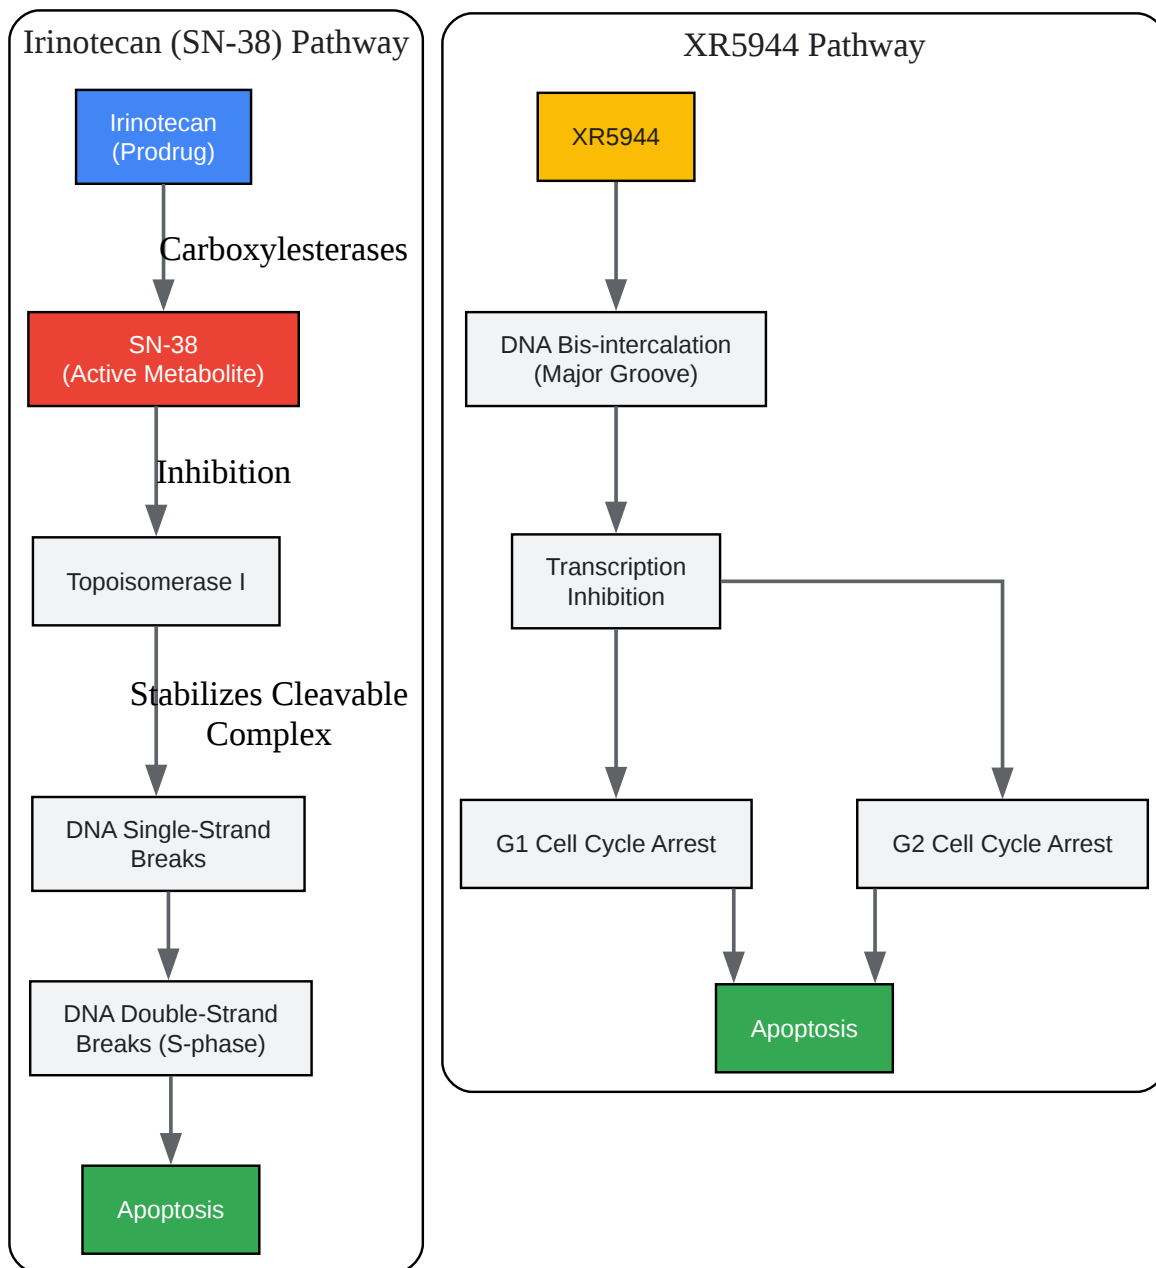 Irinotecan (SN-38) Pathway
Irinotecan
(Prodrug)
Carboxylesterases
SN-38
(Active Metabolite)
Inhibition
Topoisomerase I
Stabilizes Cleavable
Complex
DNA Single-Strand
Breaks
DNA Double-Strand
Breaks (S-phase)
Apoptosis
XR5944 Pathway
XR5944
DNA Bis-intercalation
(Major Groove)
Transcription
Inhibition
G1 Cell Cycle Arrest
G2 Cell Cycle Arrest
Apoptosis